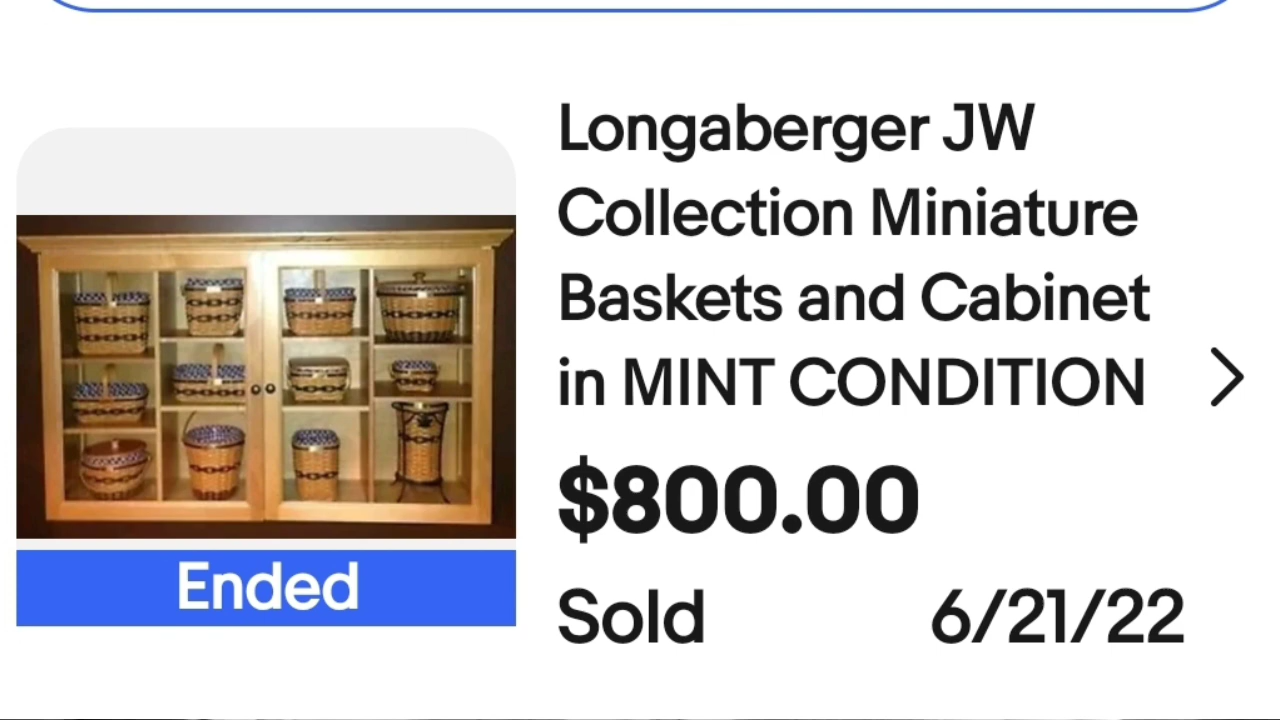 Longaberger JW
Collection Miniature
Baskets and Cabinet
in MINT CONDITION
$800.00
Ended
Sold 6/21/22